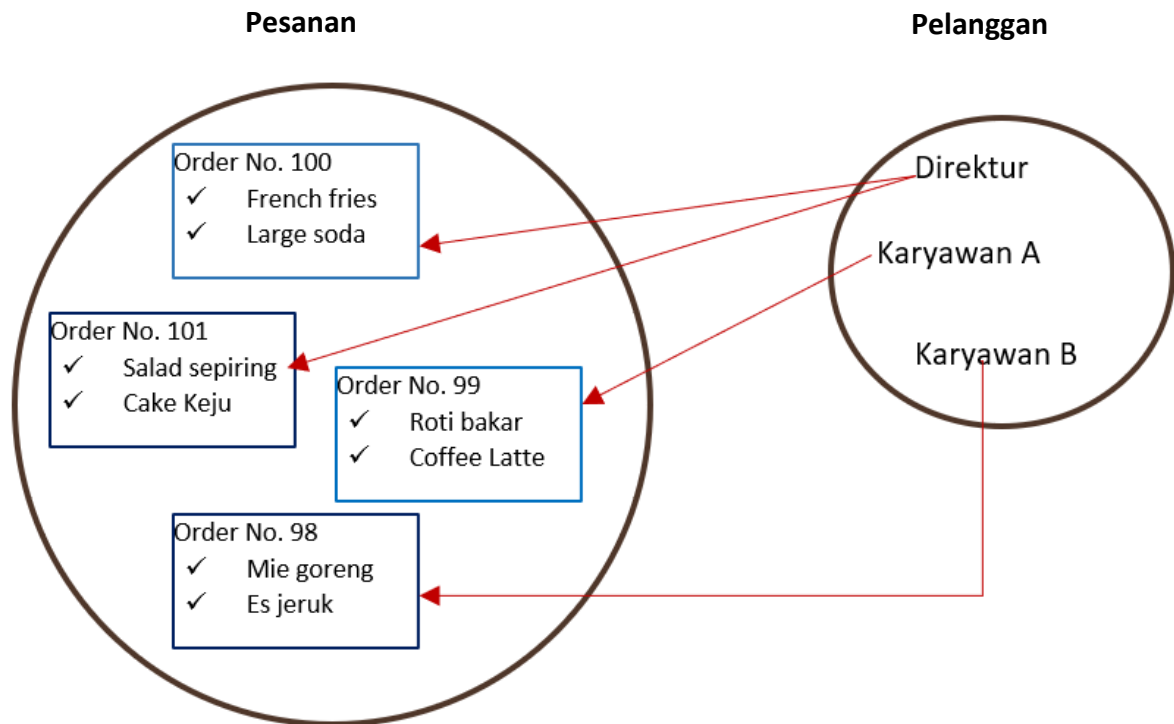 Pesanan
Pelanggan
Order No. 100
✓ French fries
✓ Large soda
Order No. 101
✓ Salad sepiring
✓ Cake Keju
Order No. 99
✓ Roti bakar
✓ Coffee Latte
Order No. 98
✓ Mie goreng
✓ Es jeruk
Direktur
Karyawan A
Karyawan B